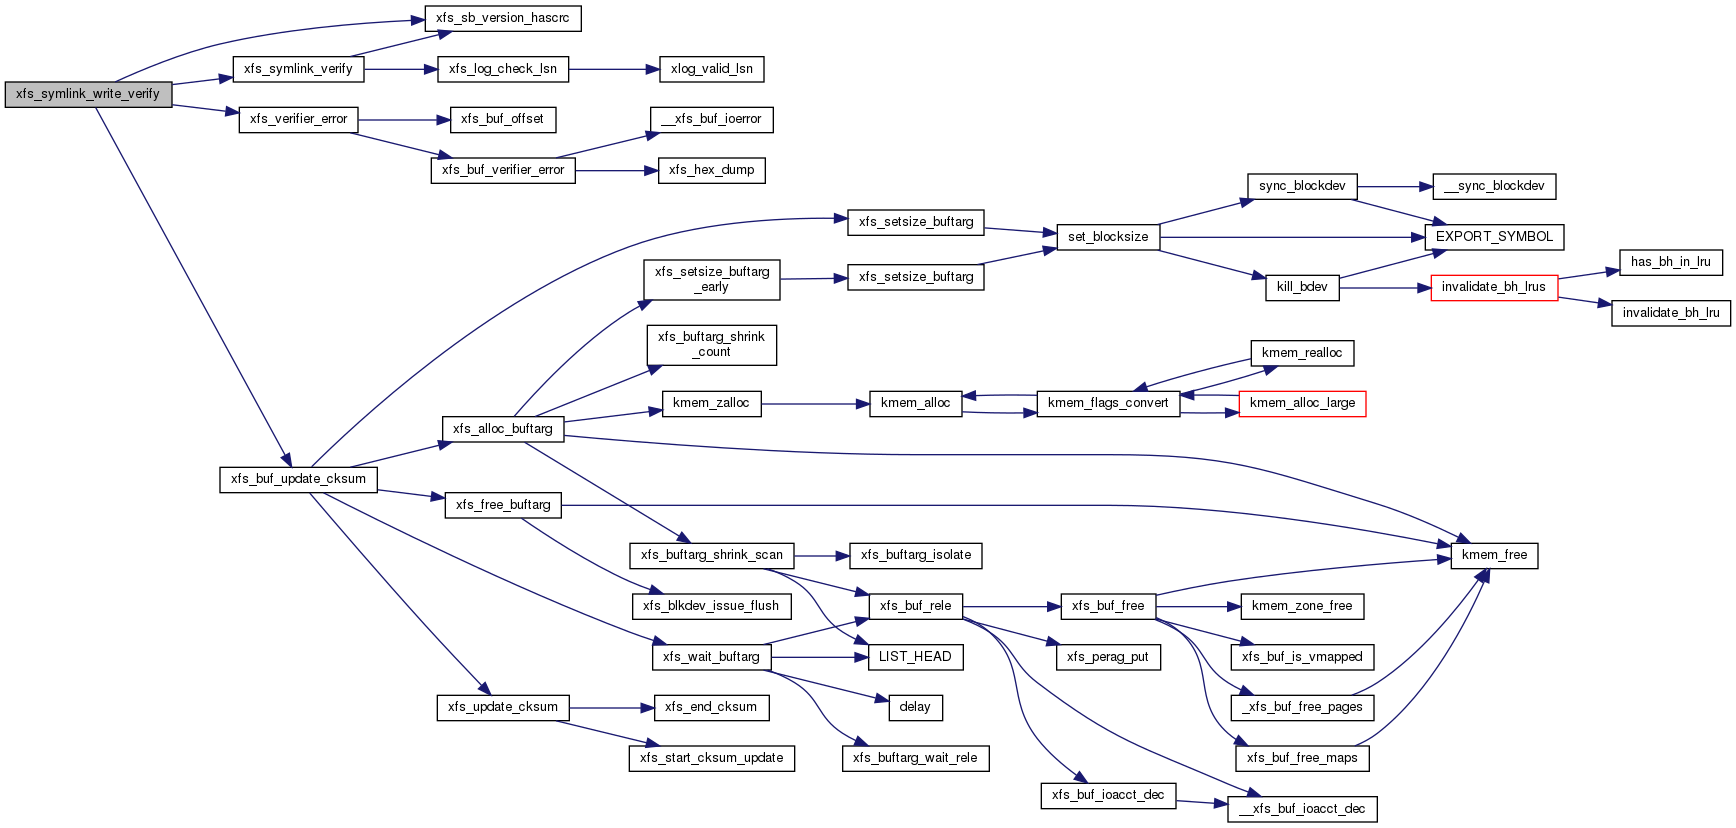 xfs_sb_version_hascrc
xfs_symlink_verify
xfs_log_check_lsn
xlog_valid_lsn
xfs_symlink_write_verify
xfs_verifier_error
xfs_buf_offset
__xfs_buf_ioerror
xfs_buf_verifier_error
xfs_hex_dump
sync_blockdev
__sync_blockdev
xfs_setsize_buftarg
set_blocksize
EXPORT_SYMBOL
xfs_setsize_buftarg
_early
xfs_setsize_buftarg
kill_bdev
invalidate_bh_lrus
has_bh_in_lru
invalidate_bh_lru
xfs_buftarg_shrink
_count
kmem_realloc
kmem_zalloc
kmem_alloc
kmem_flags_convert
kmem_alloc_large
xfs_alloc_buftarg
xfs_buf_update_cksum
xfs_free_buftarg
xfs_buftarg_shrink_scan
xfs_buftarg_isolate
kmem_free
xfs_blkdev_issue_flush
xfs_buf_rele
xfs_buf_free
kmem_zone_free
xfs_wait_buftarg
LIST_HEAD
xfs_perag_put
xfs_buf_is_vmapped
xfs_update_cksum
xfs_end_cksum
delay
_xfs_buf_free_pages
xfs_start_cksum_update
xfs_buftarg_wait_rele
xfs_buf_free_maps
xfs_buf_ioacct_dec
__xfs_buf_ioacct_dec